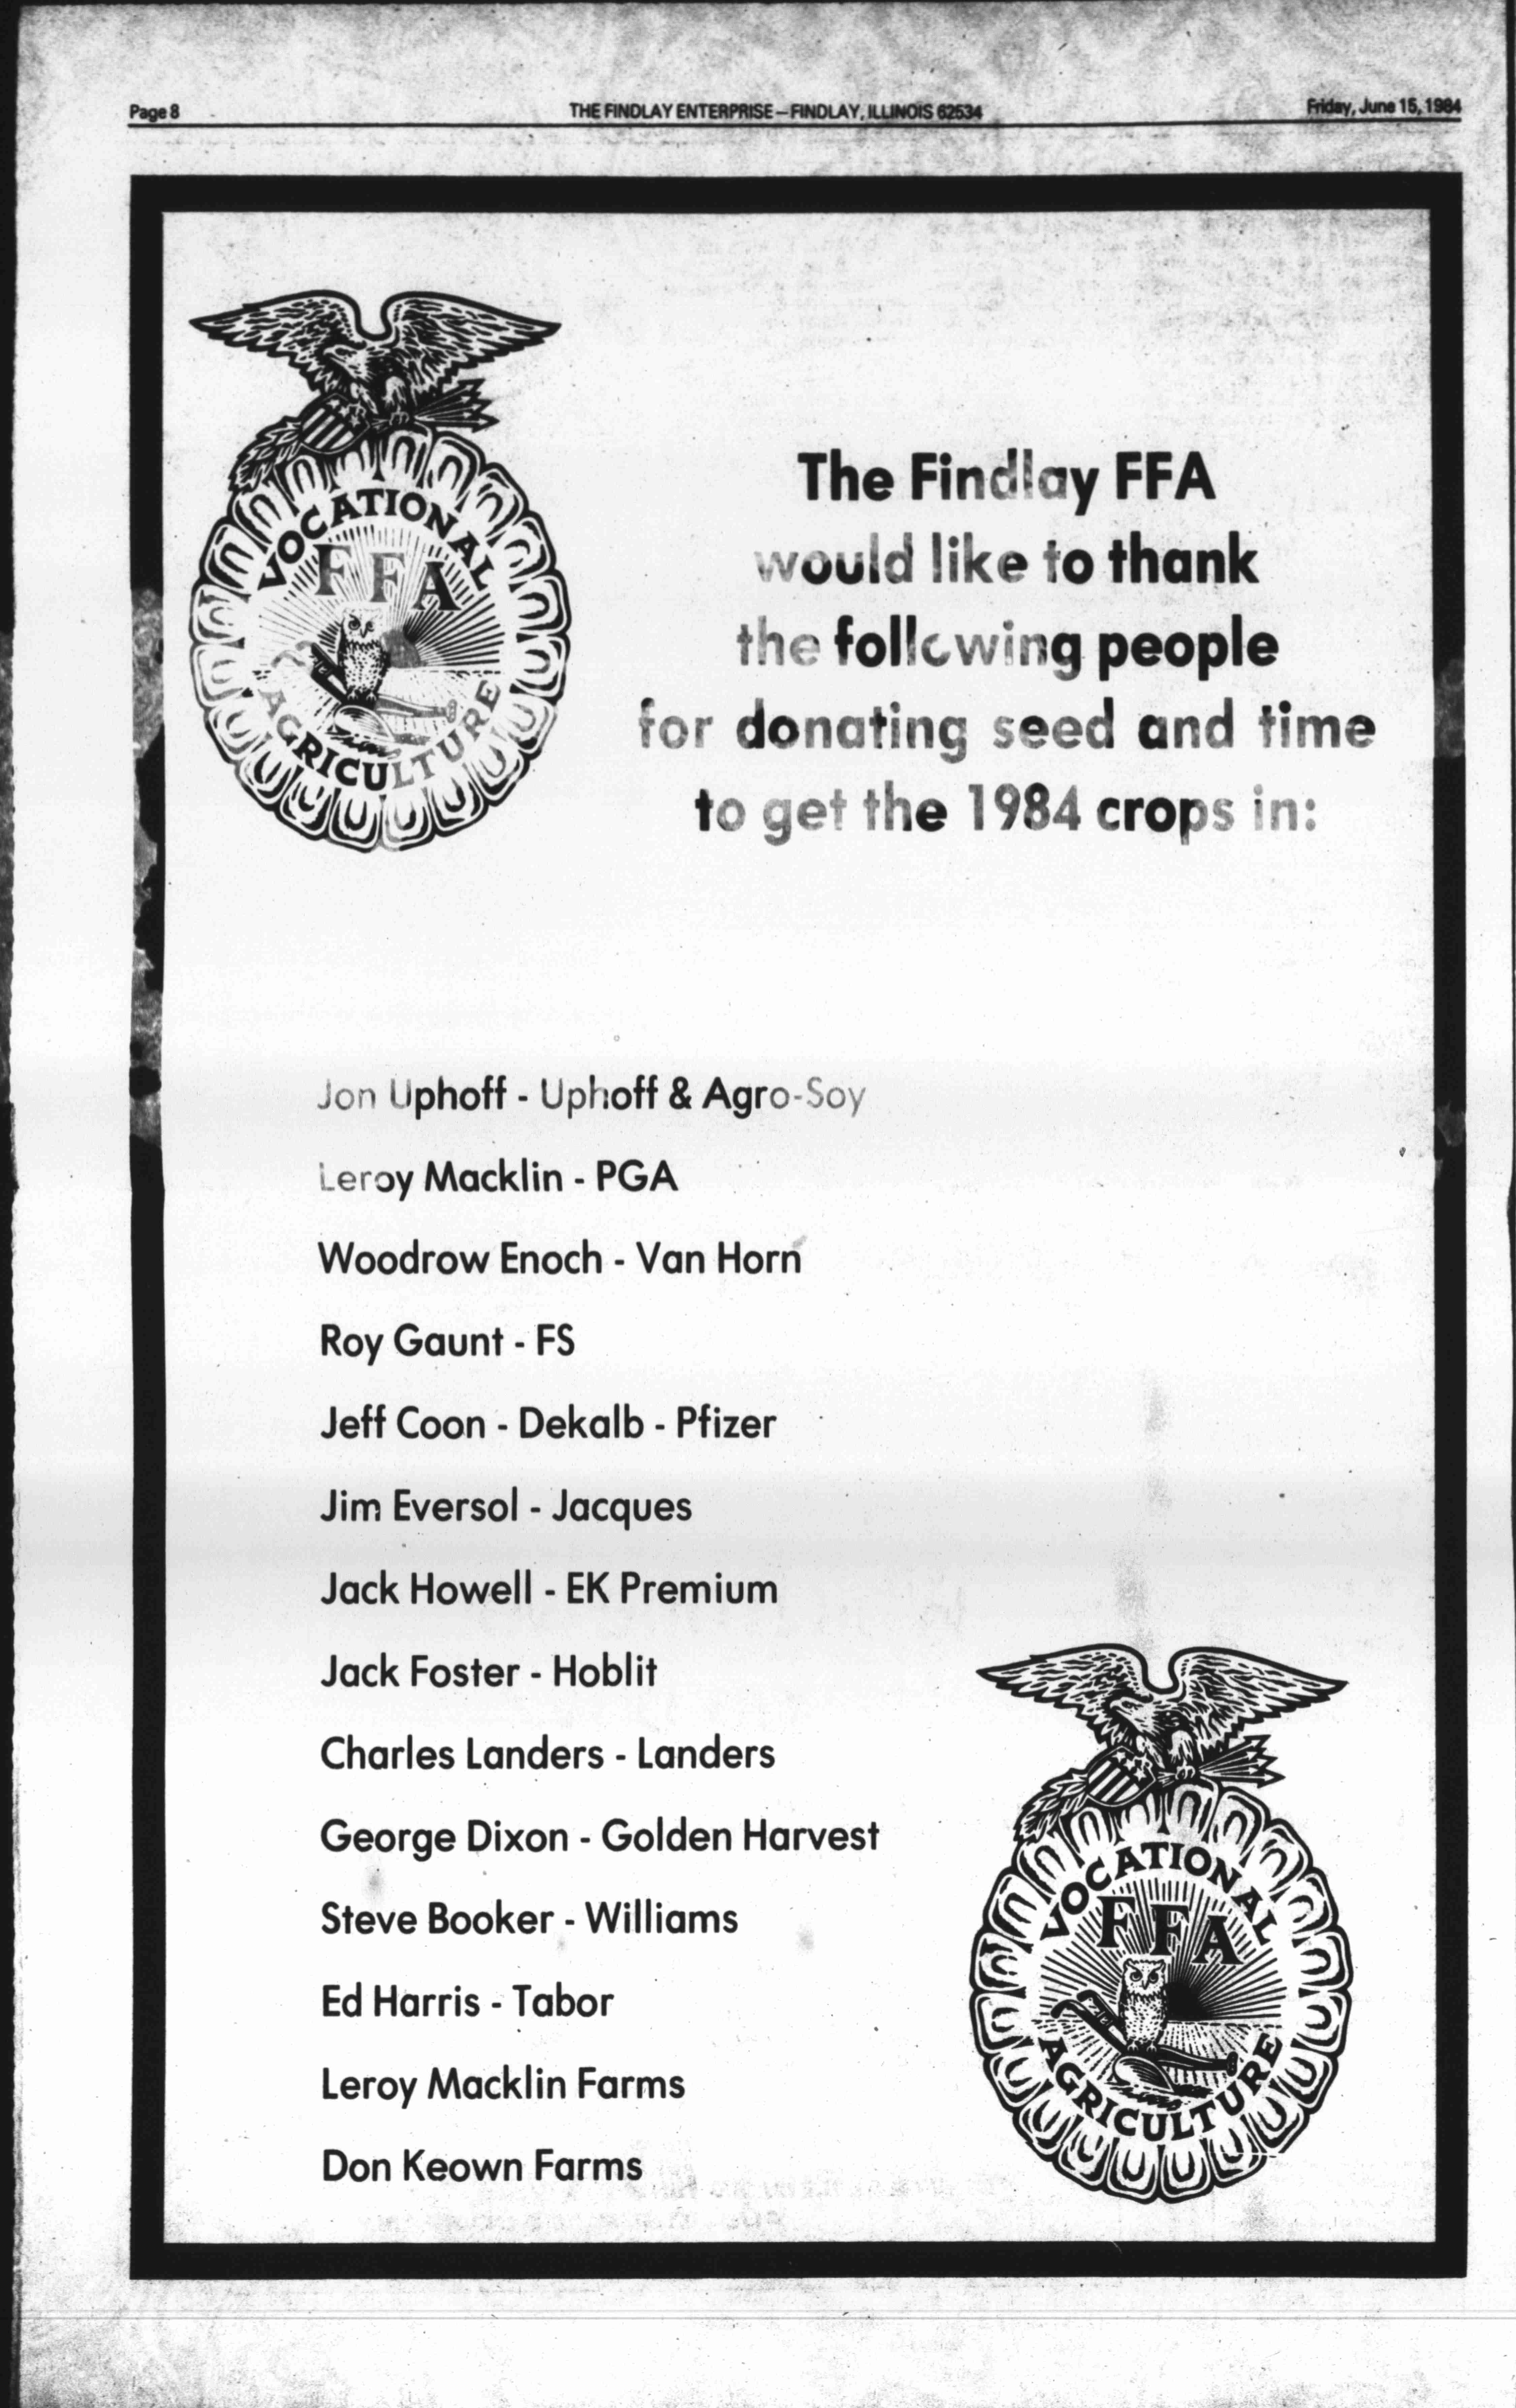 Page 8
THE FINDLAY ENTERPRISE — FINDLAY, ILLINOIS 62534
Friday, June 15, 1984
VOCATIONAL
FFA
AGRICULTURE
The Findlay FFA
would like to thank
the following people
for donating seed and time
to get the 1984 crops in:
Jon Uphoff - Uphoff & Agro-Soy
Leroy Macklin - PGA
Woodrow Enoch - Van Horn
Roy Gaunt - FS
Jeff Coon - Dekalb - Pfizer
Jim Eversol - Jacques
Jack Howell - EK Premium
Jack Foster - Hoblit
Charles Landers - Landers
George Dixon - Golden Harvest
Steve Booker - Williams
Ed Harris - Tabor
Leroy Macklin Farms
Don Keown Farms
VOCATIONAL
FFA
AGRICULTURE